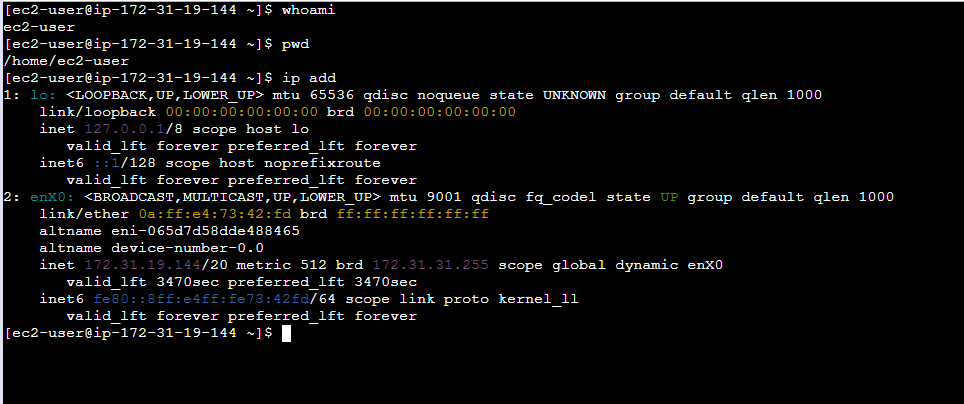 [ec2-user@ip-172-31-19-144 ~]$ whoami
ec2-user
[ec2-user@ip-172-31-19-144 ~]$ pwd
/home/ec2-user
[ec2-user@ip-172-31-19-144 ~]$ ip add
1: lo: <LOOPBACK,UP,LOWER_UP> mtu 65536 qdisc noqueue state UNKNOWN group default qlen 1000
    link/loopback 00:00:00:00:00:00 brd 00:00:00:00:00:00
    inet 127.0.0.1/8 scope host lo
       valid_lft forever preferred_lft forever
    inet6 ::1/128 scope host noprefixroute
       valid_lft forever preferred_lft forever
2: enX0: <BROADCAST,MULTICAST,UP,LOWER_UP> mtu 9001 qdisc fq_codel state UP group default qlen 1000
    link/ether 0a:ff:e4:73:42:fd brd ff:ff:ff:ff:ff:ff
    altname eni-065d7d58dde488465
    altname device-number-0.0
    inet 172.31.19.144/20 metric 512 brd 172.31.31.255 scope global dynamic enX0
       valid_lft 3470sec preferred_lft 3470sec
    inet6 fe80::8ff:e4ff:fe73:42fd/64 scope link proto kernel_ll
       valid_lft forever preferred_lft forever
[ec2-user@ip-172-31-19-144 ~]$